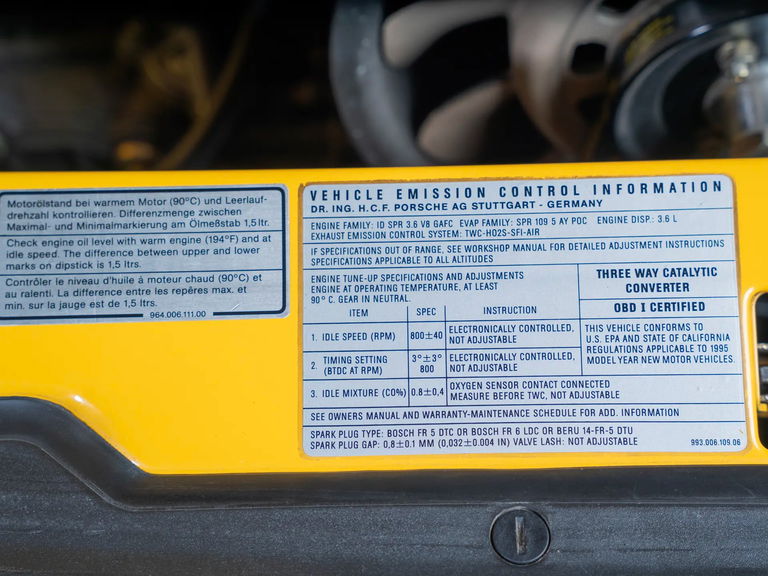 Motorölstand bei warmem Motor (90°C) und Leerlauf-
drehzahl kontrollieren. Differenzmenge zwischen
Maximal- und Minimalmarkierung am Ölmeßstab 1,5 ltr.
Check engine oil level with warm engine (194°F) and at
idle speed. The difference between upper and lower
marks on dipstick is 1,5 ltrs.
Contrôler le niveau d'huile à moteur chaud (90°C) et
au ralenti. La différence entre les repères max. et
min. sur la jauge est de 1,5 ltrs.
964.006.111.00
VEHICLE EMISSION CONTROL INFORMATION
DR. ING. H.C.F. PORSCHE AG STUTTGART - GERMANY
ENGINE FAMILY: ID SPR 3.6 V8 GAFC EVAP FAMILY: SPR 109 5 AY POC ENGINE DISP.: 3.6 L
EXHAUST EMISSION CONTROL SYSTEM: TWC-HO2S-SFI-AIR
IF SPECIFICATIONS OUT OF RANGE, SEE WORKSHOP MANUAL FOR DETAILED ADJUSTMENT INSTRUCTIONS
SPECIFICATIONS APPLICABLE TO ALL ALTITUDES
ENGINE TUNE-UP SPECIFICATIONS AND ADJUSTMENTS
ENGINE AT OPERATING TEMPERATURE, AT LEAST
90° C. GEAR IN NEUTRAL.
ITEM SPEC INSTRUCTION
1. IDLE SPEED (RPM) 800±40 ELECTRONICALLY CONTROLLED,
NOT ADJUSTABLE
2. TIMING SETTING 3°±3° ELECTRONICALLY CONTROLLED,
(BTDC AT RPM) 800 NOT ADJUSTABLE
3. IDLE MIXTURE (CO%) 0.8±0,4 OXYGEN SENSOR CONTACT CONNECTED
MEASURE BEFORE TWC, NOT ADJUSTABLE
THREE WAY CATALYTIC
CONVERTER
OBD I CERTIFIED
THIS VEHICLE CONFORMS TO
U.S. EPA AND STATE OF CALIFORNIA
REGULATIONS APPLICABLE TO 1995
MODEL YEAR NEW MOTOR VEHICLES.
SEE OWNERS MANUAL AND WARRANTY-MAINTENANCE SCHEDULE FOR ADD. INFORMATION
SPARK PLUG TYPE: BOSCH FR 5 DTC OR BOSCH FR 6 LDC OR BERU 14-FR-5 DTU
SPARK PLUG GAP: 0,8±0.1 MM (0,032±0.004 IN) VALVE LASH: NOT ADJUSTABLE
993.006.109.06